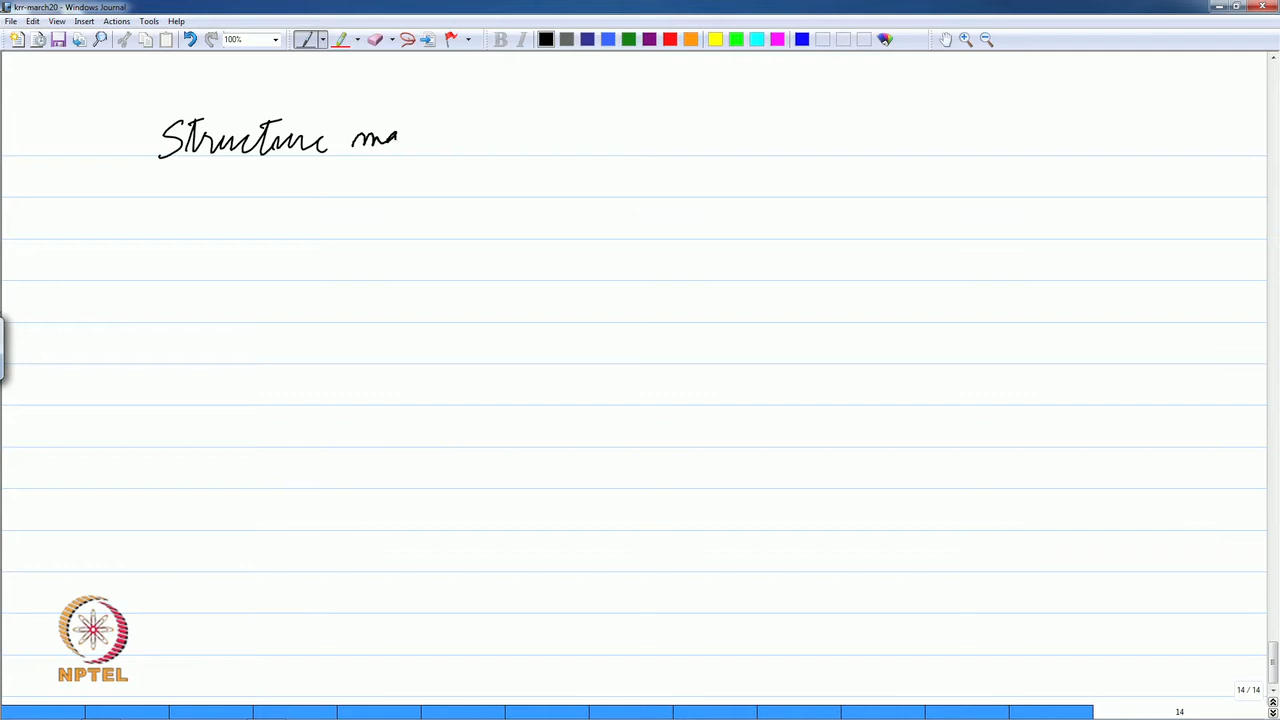 krr-march20 - Windows Journal
File Edit View Insert Actions Tools Help
100%
B I
Structure ma
NPTEL
14 / 14
14